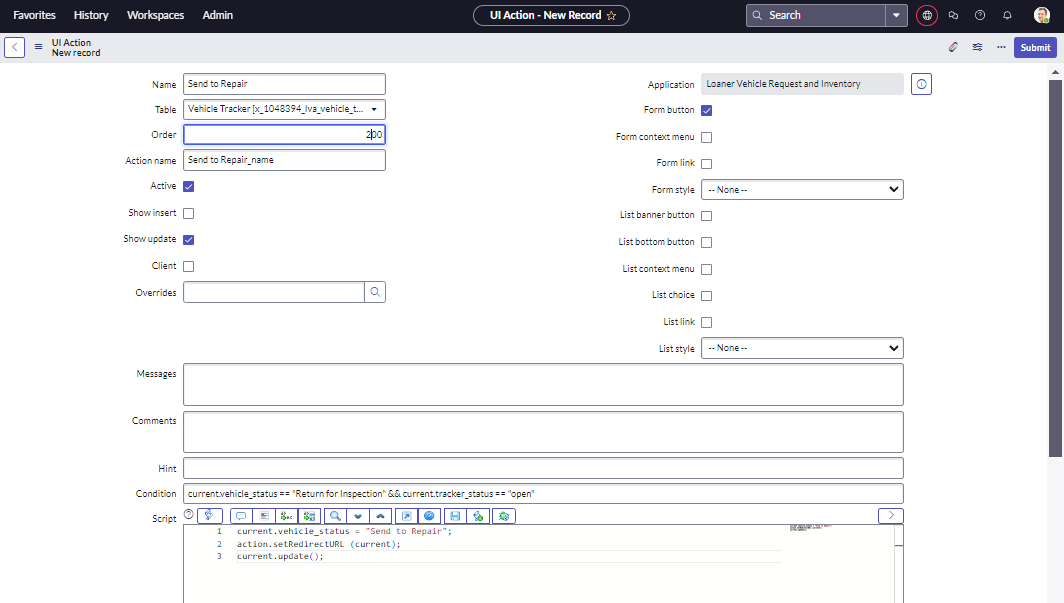 Favorites History Workspaces Admin UI Action - New Record Search
UI Action
New record
Submit
Name Send to Repair
Table Vehicle Tracker [x_1048394_lva_vehicle_t...
Order 200
Action name Send to Repair_name
Active
Show insert
Show update
Client
Overrides
Application Loaner Vehicle Request and Inventory
Form button
Form context menu
Form link
Form style -- None --
List banner button
List bottom button
List context menu
List choice
List link
List style -- None --
Messages
Comments
Hint
Condition current.vehicle_status == "Return for Inspection" && current.tracker_status == "open"
Script
1 current.vehicle_status = "Send to Repair";
2 action.setRedirectURL (current);
3 current.update();